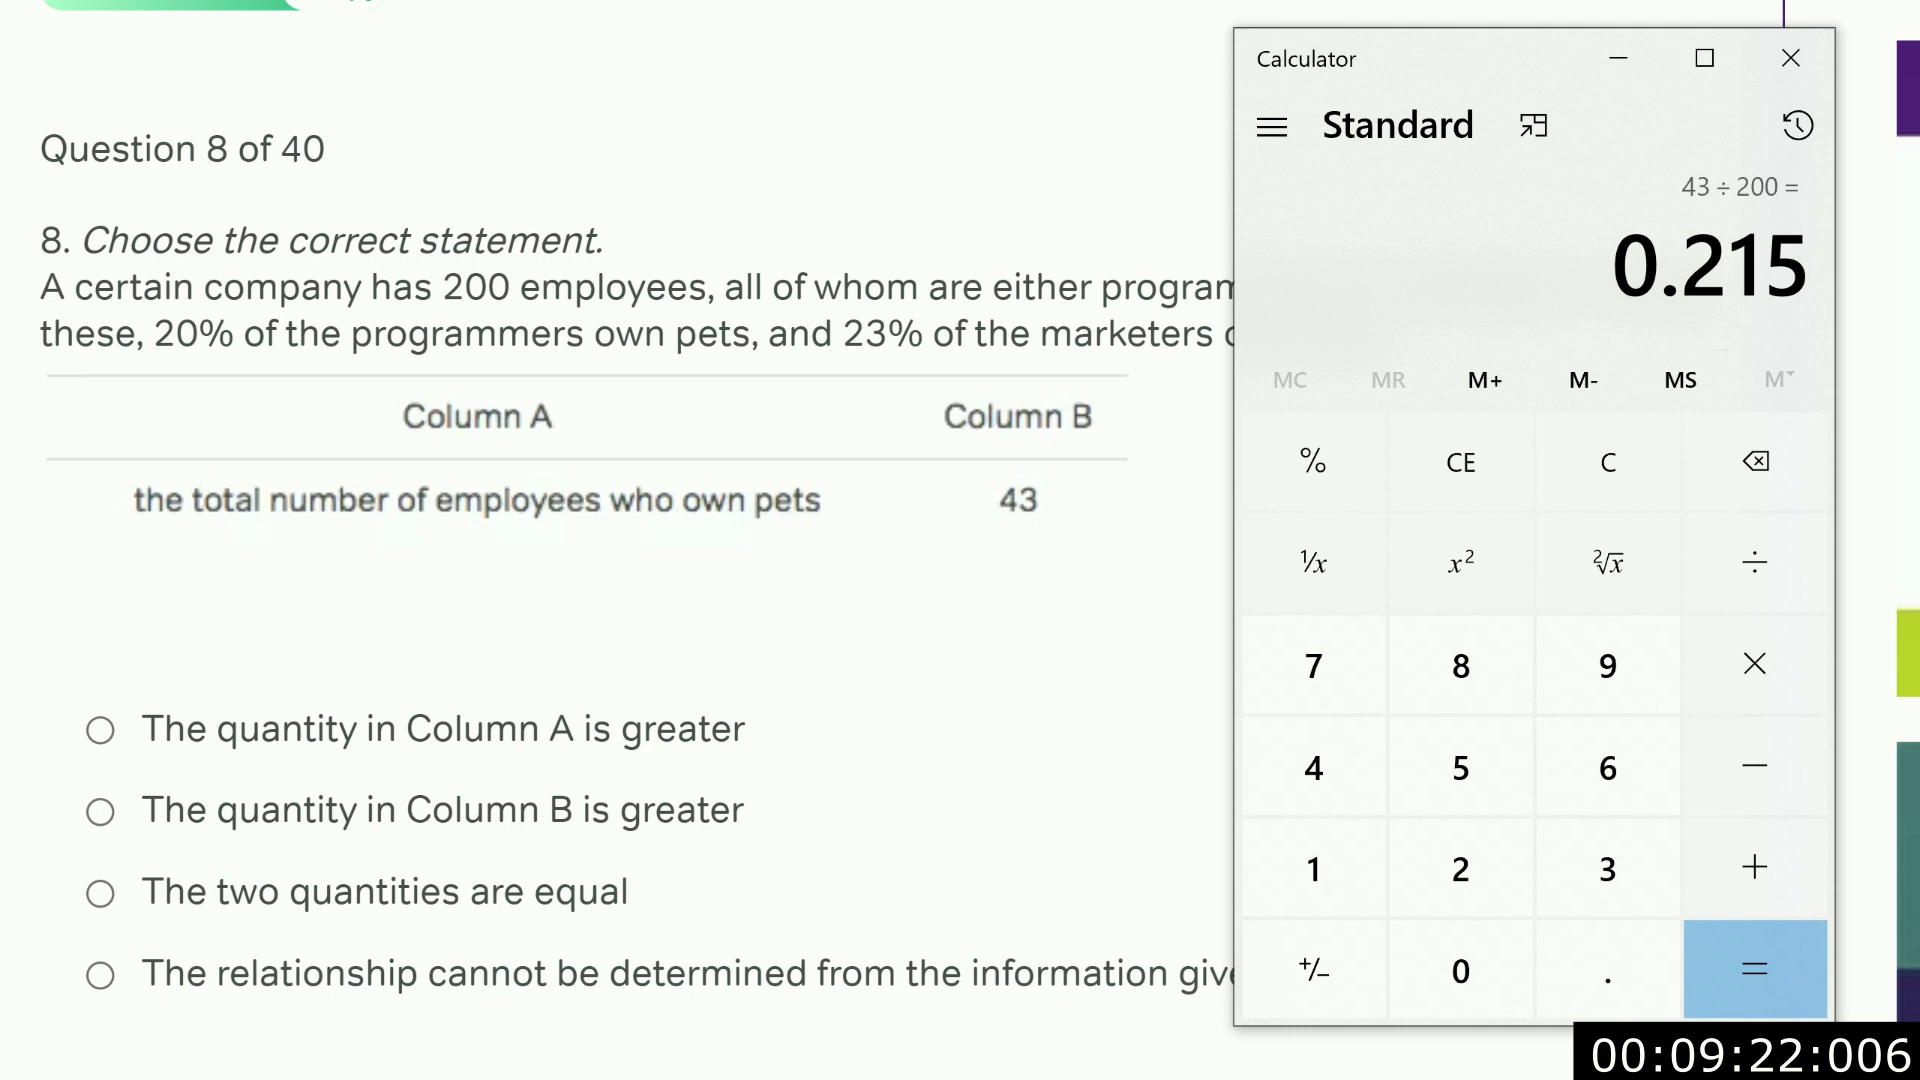 Question 8 of 40
8. Choose the correct statement.
A certain company has 200 employees, all of whom are either
these, 20% of the programmers own pets, and 23% of the marketers
Column A Column B
the total number of employees who own pets 43
The quantity in Column A is greater
The quantity in Column B is greater
The two quantities are equal
The relationship cannot be determined from the information
Calculator
Standard
43 ÷ 200 =
0.215
MC MR M+ M- MS M˅
% CE C
⅟x x² ²√x ÷
7 8 9 ×
4 5 6 −
1 2 3 +
+/− 0 . =
00:09:22:006